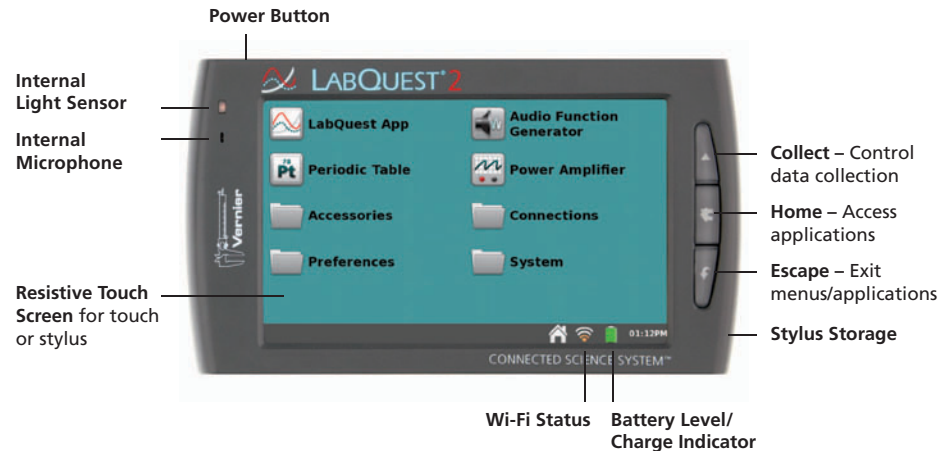 Power Button
Internal
Light Sensor
Internal
Microphone
Resistive Touch
Screen for touch
or stylus
LABQUEST® 2
LabQuest App
Audio Function
Generator
78
Pt
Periodic Table
Power Amplifier
Accessories
Connections
Preferences
System
01:12PM
CONNECTED SCIENCE SYSTEM™
Vernier
Collect – Control
data collection
Home – Access
applications
Escape – Exit
menus/applications
Stylus Storage
Wi-Fi Status
Battery Level/
Charge Indicator